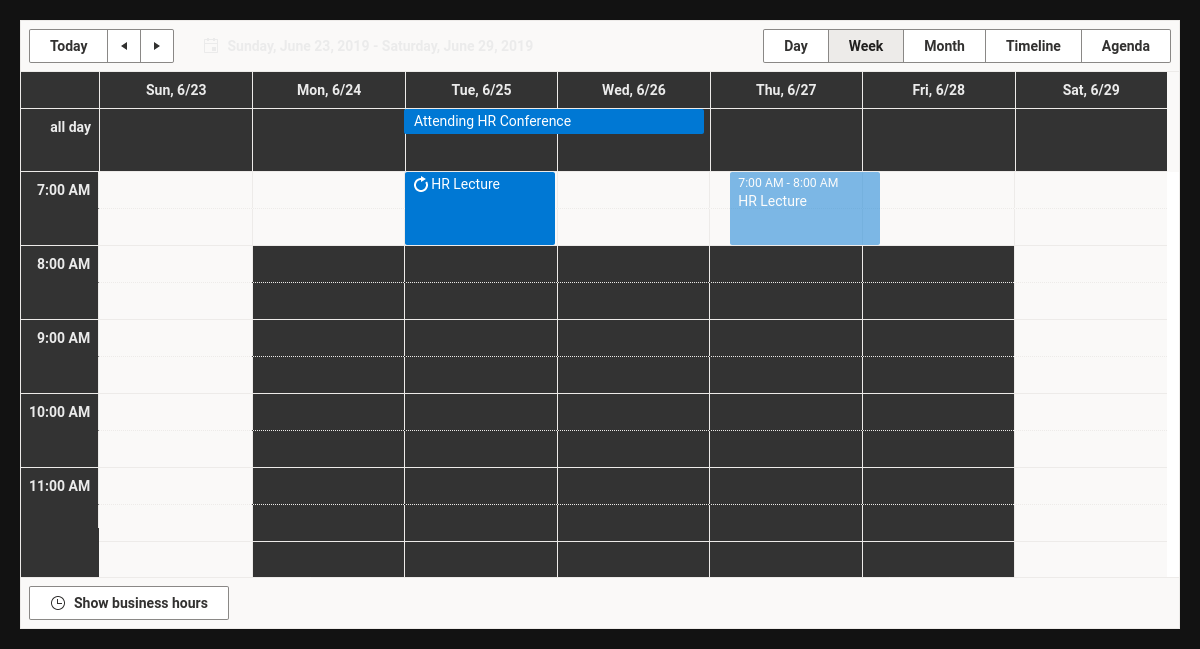 Today
Sunday, June 23, 2019 - Saturday, June 29, 2019
Day
Week
Month
Timeline
Agenda
Sun, 6/23
Mon, 6/24
Tue, 6/25
Wed, 6/26
Thu, 6/27
Fri, 6/28
Sat, 6/29
all day
Attending HR Conference
7:00 AM
HR Lecture
7:00 AM - 8:00 AM
HR Lecture
8:00 AM
9:00 AM
10:00 AM
11:00 AM
Show business hours